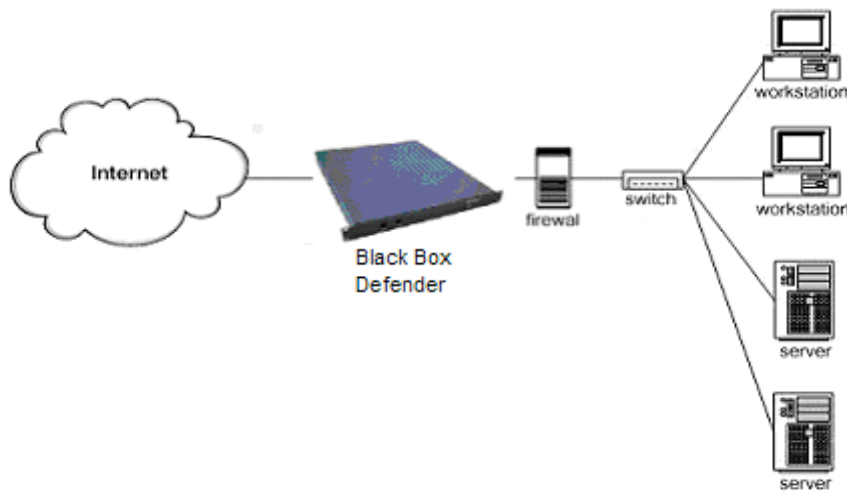 Internet
Black Box
Defender
firewal
switch
workstation
workstation
server
server